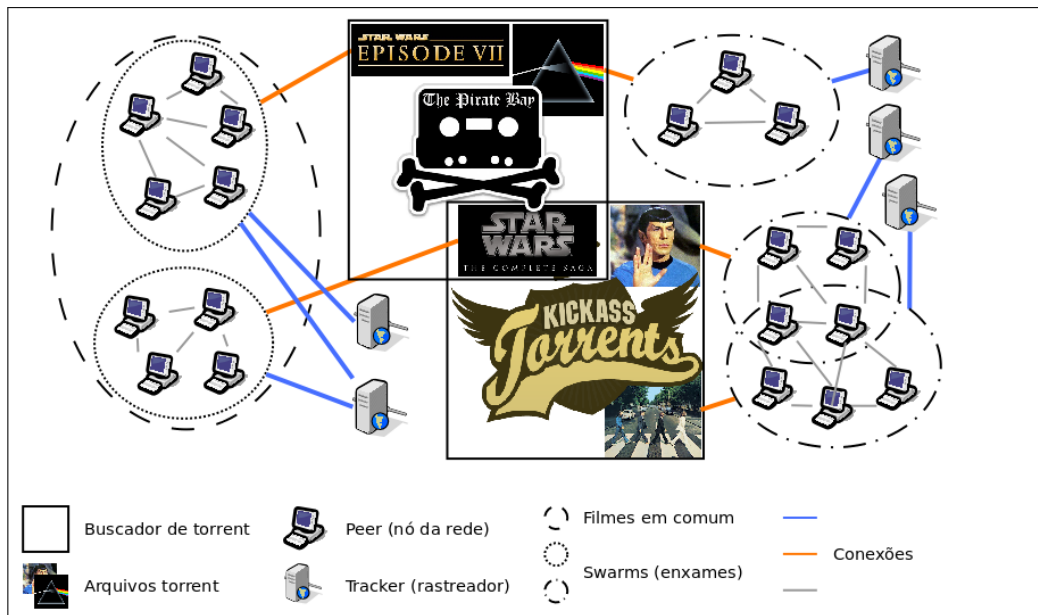 STAR WARS
EPISODE VII
The Pirate Bay
STAR
WARS
THE COMPLETE SAGA
KICKASS
Torrents
Buscador de torrent
Peer (nó da rede)
Filmes em comum
Conexões
Arquivos torrent
Tracker (rastreador)
Swarms (enxames)